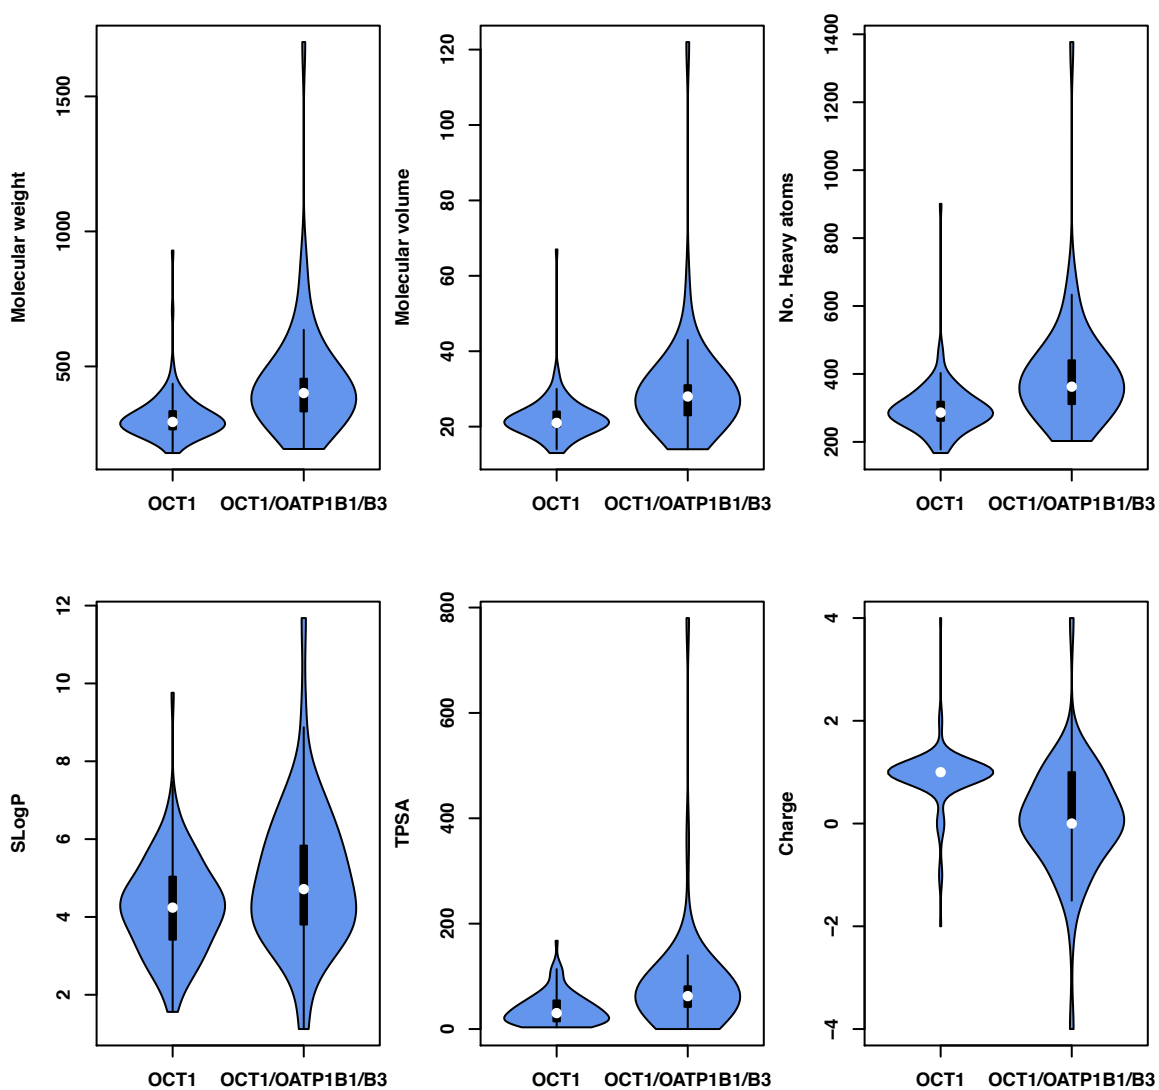 Molecular weight
500
1000
1500
OCT1 OCT1/OATP1B1/B3
Molecular volume
20
40
60
80
100
120
OCT1 OCT1/OATP1B1/B3
No. Heavy atoms
200
400
600
800
1000
1200
1400
OCT1 OCT1/OATP1B1/B3
SLogP
2
4
6
8
10
12
OCT1 OCT1/OATP1B1/B3
TPSA
0
200
400
600
800
OCT1 OCT1/OATP1B1/B3
Charge
−4
−2
0
2
4
OCT1 OCT1/OATP1B1/B3